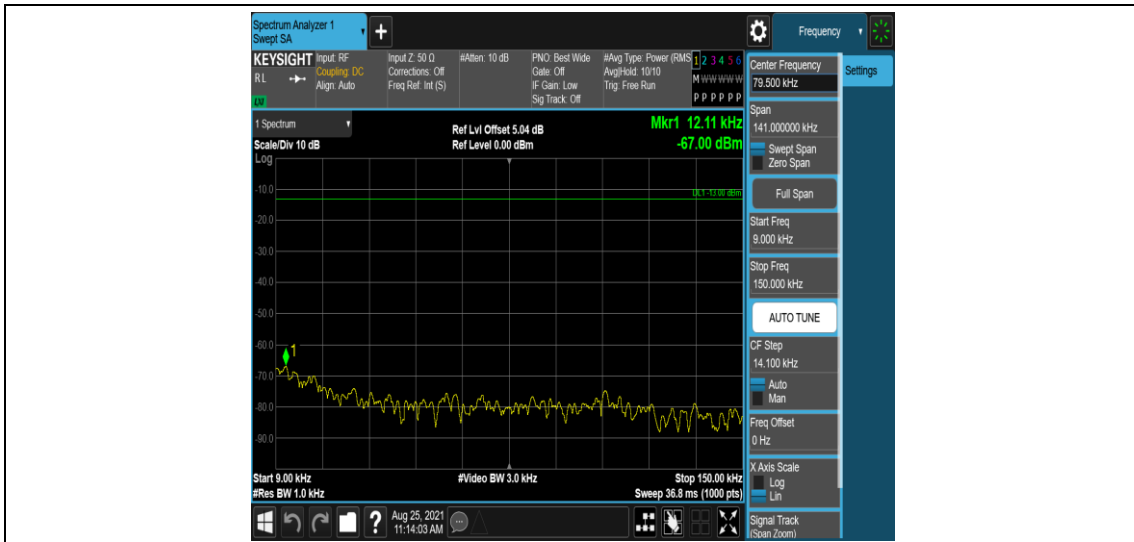 Spectrum Analyzer 1
Swept SA
+
Frequency
KEYSIGHT
RL
LXI
Input: RF
Coupling: DC
Align: Auto
Input Z: 50 Ω
Corrections: Off
Freq Ref: Int (S)
#Atten: 10 dB
PNO: Best Wide
Gate: Off
IF Gain: Low
Sig Track: Off
#Avg Type: Power (RMS
Avg|Hold: 10/10
Trig: Free Run
1 2 3 4 5 6
M W W W W W
P P P P P P
1 Spectrum
Scale/Div 10 dB
Ref Lvl Offset 5.04 dB
Ref Level 0.00 dBm
Mkr1 12.11 kHz
-67.00 dBm
Log
DL1 -13.00 dBm
-10.0
-20.0
-30.0
-40.0
-50.0
-60.0
-70.0
-80.0
-90.0
1
Start 9.00 kHz
#Res BW 1.0 kHz
#Video BW 3.0 kHz
Stop 150.00 kHz
Sweep 36.8 ms (1000 pts)
Center Frequency
79.500 kHz
Settings
Span
141.000000 kHz
Swept Span
Zero Span
Full Span
Start Freq
9.000 kHz
Stop Freq
150.000 kHz
AUTO TUNE
CF Step
14.100 kHz
Auto
Man
Freq Offset
0 Hz
X Axis Scale
Log
Lin
Signal Track
(Span Zoom)
?
Aug 25, 2021
11:14:03 AM